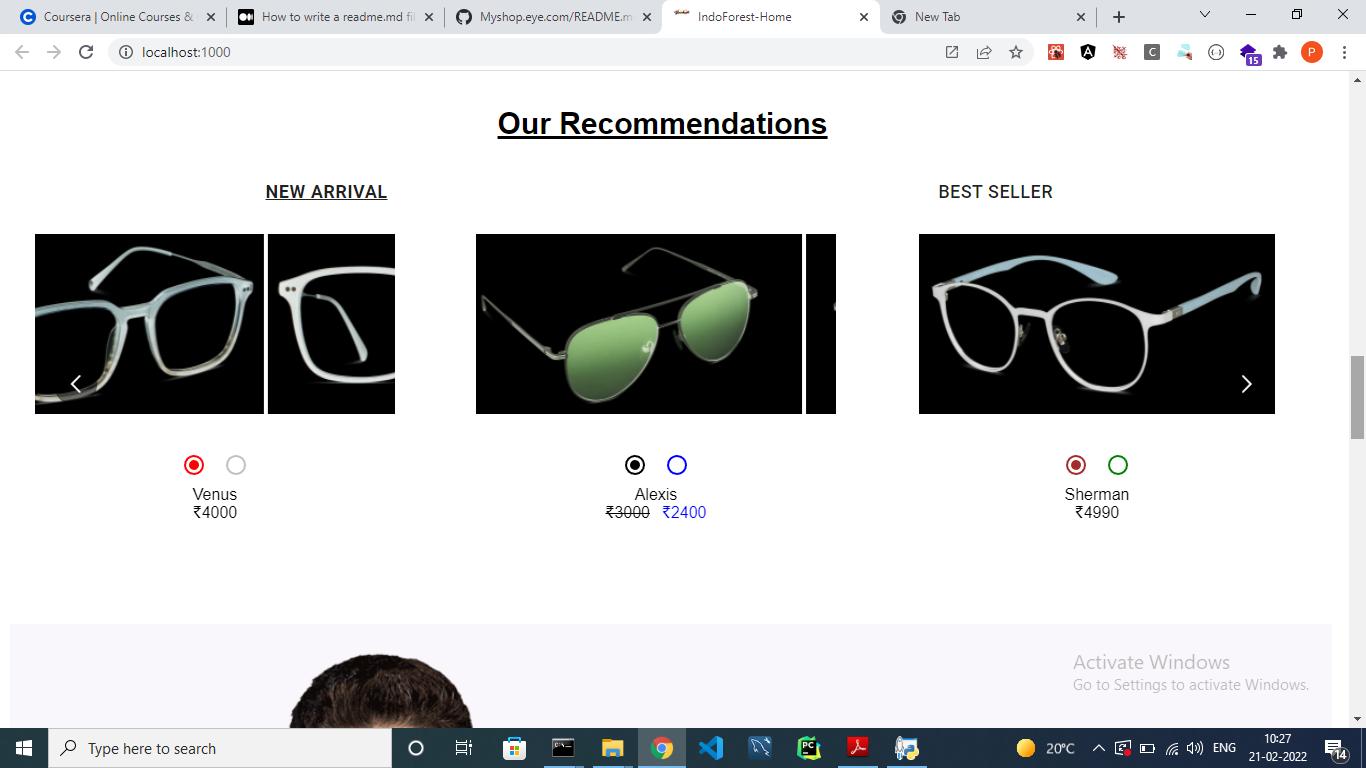 Coursera | Online Courses &
How to write a readme.md fil
Myshop.eye.com/README.m
IndoForest-Home
New Tab
localhost:1000
C
15
P
Our Recommendations
NEW ARRIVAL
BEST SELLER
Venus
₹4000
Alexis
₹3000 ₹2400
Sherman
₹4990
Activate Windows
Go to Settings to activate Windows.
Type here to search
PC
20°C
ENG
10:27
21-02-2022
14